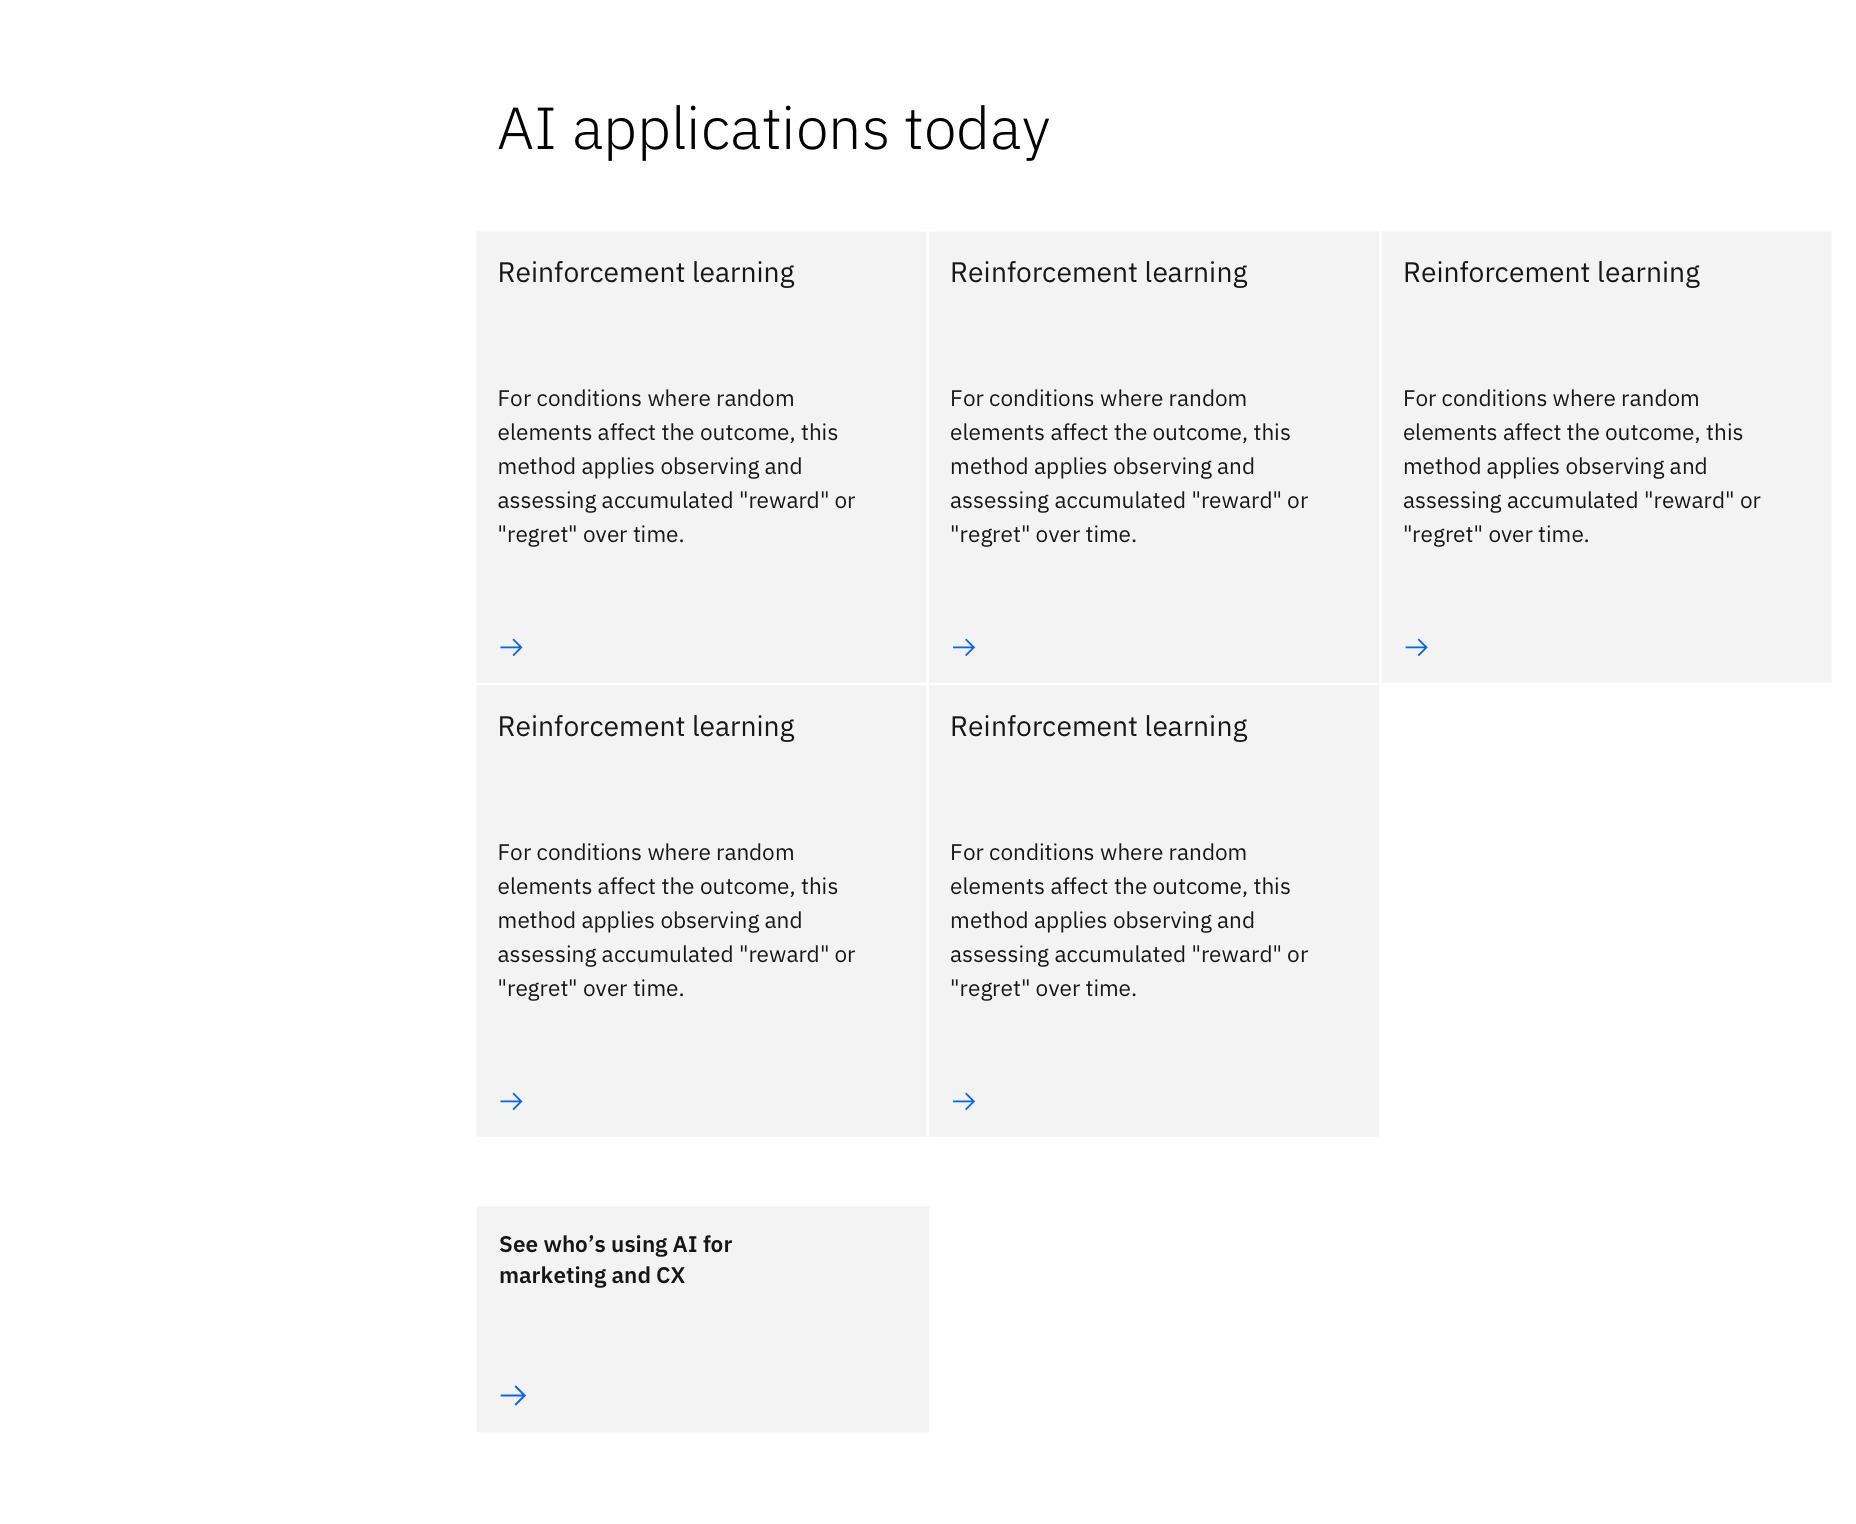 AI applications today
Reinforcement learning
For conditions where random
elements affect the outcome, this
method applies observing and
assessing accumulated "reward" or
"regret" over time.
Reinforcement learning
For conditions where random
elements affect the outcome, this
method applies observing and
assessing accumulated "reward" or
"regret" over time.
Reinforcement learning
For conditions where random
elements affect the outcome, this
method applies observing and
assessing accumulated "reward" or
"regret" over time.
Reinforcement learning
For conditions where random
elements affect the outcome, this
method applies observing and
assessing accumulated "reward" or
"regret" over time.
Reinforcement learning
For conditions where random
elements affect the outcome, this
method applies observing and
assessing accumulated "reward" or
"regret" over time.
See who’s using AI for
marketing and CX